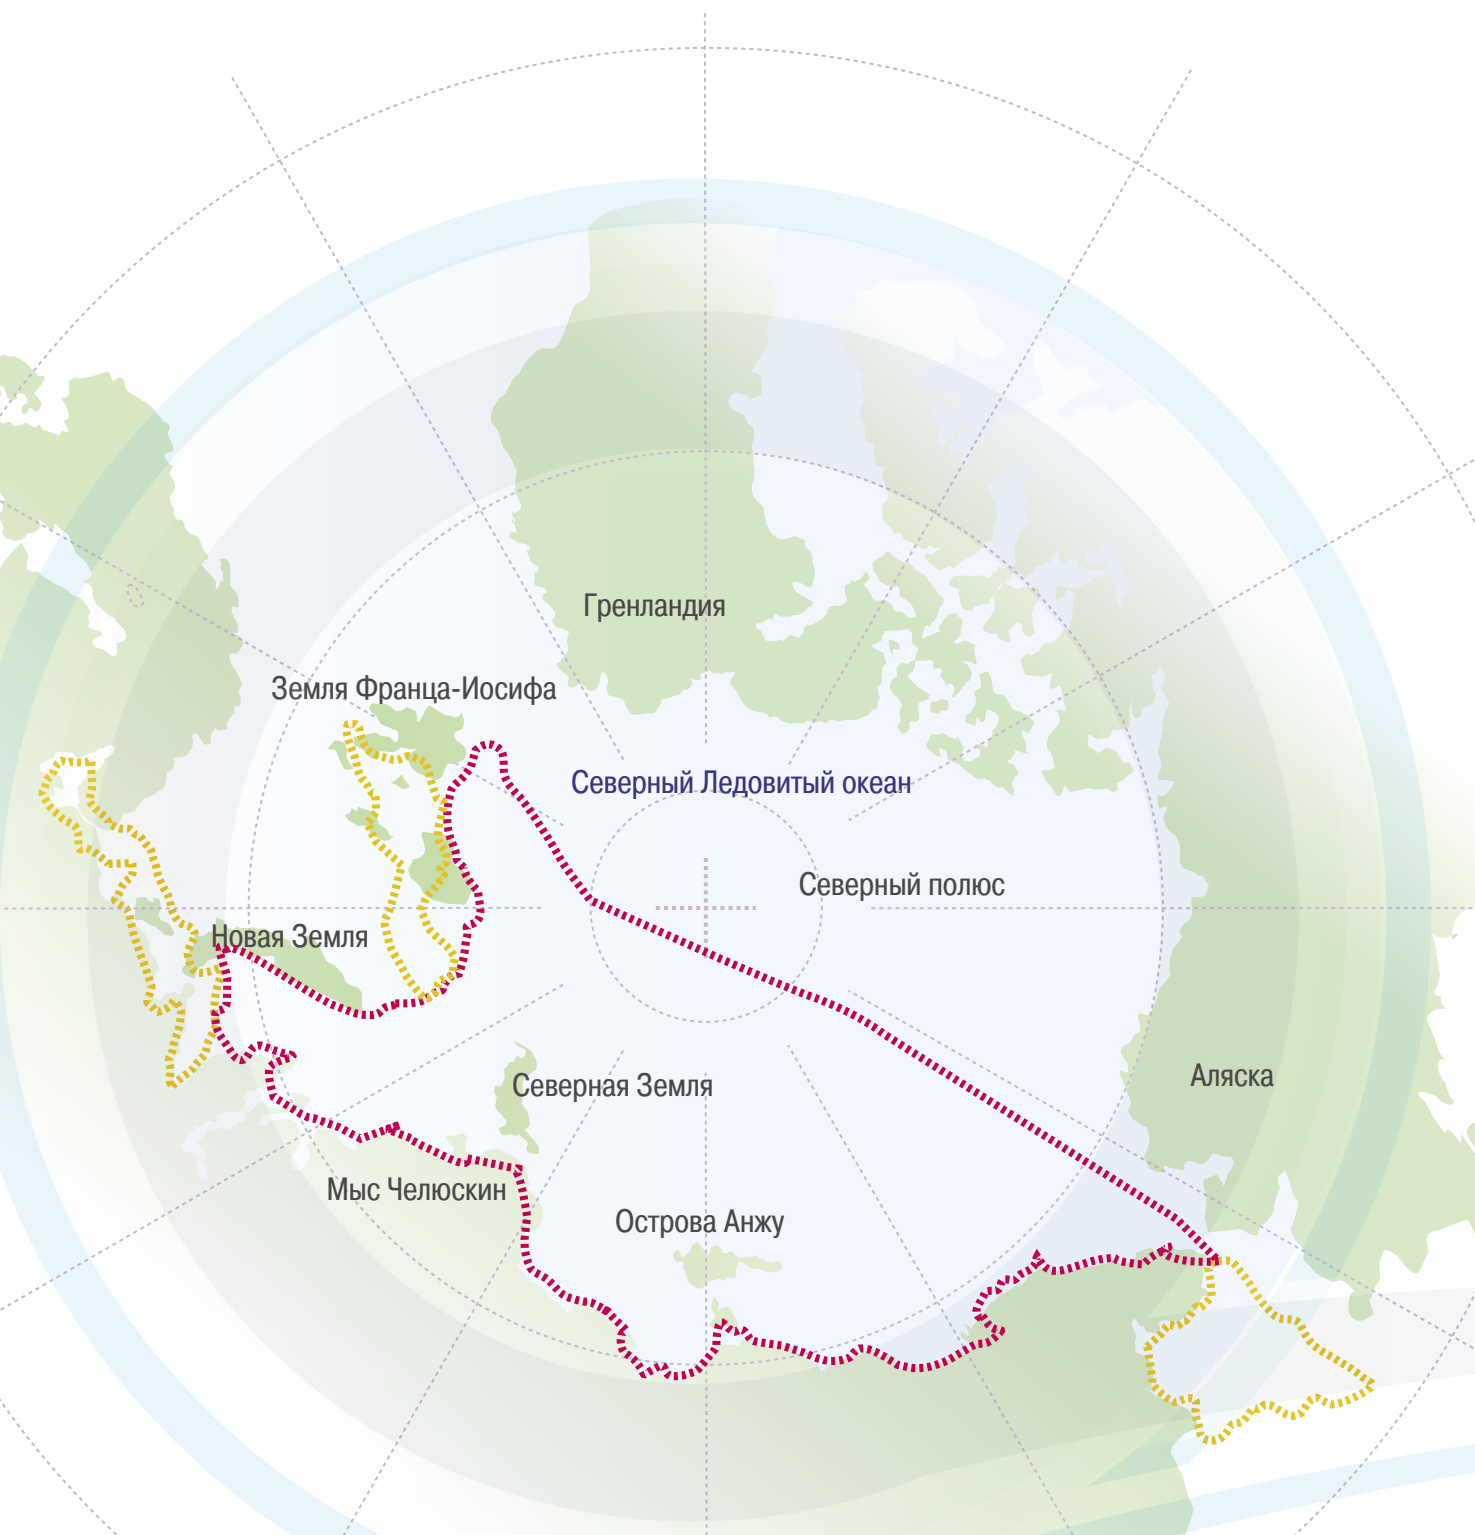 Гренландия
Земля Франца-Иосифа
Северный Ледовитый океан
Северный полюс
Новая Земля
Аляска
Северная Земля
Мыс Челюскин
Острова Анжу